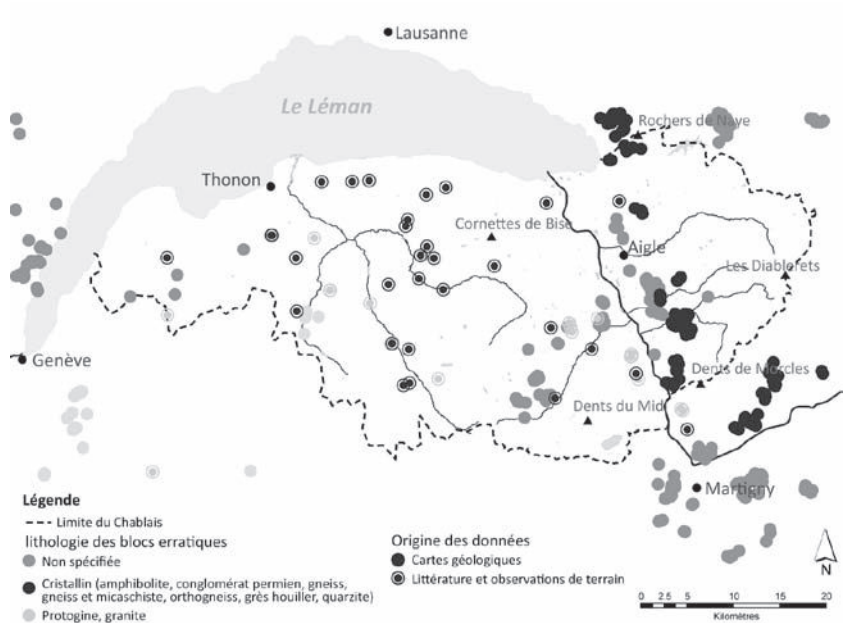 Lausanne
Le Léman
Rochers de Naye
Thonon
Cornettes de Bise
Aigle
Les Diablerets
Genève
Dents de Morcles
Dents du Midi
Martigny
Légende
Limite du Chablais
lithologie des blocs erratiques
Non spécifiée
Cristallin (amphibolite, conglomérat permien, gneiss,
gneiss et micaschiste, orthogneiss, grès houiller, quarzite)
Protogine, granite
Origine des données
Cartes géologiques
Littérature et observations de terrain
N
0 2.5 5 10 15 20
Kilomètres